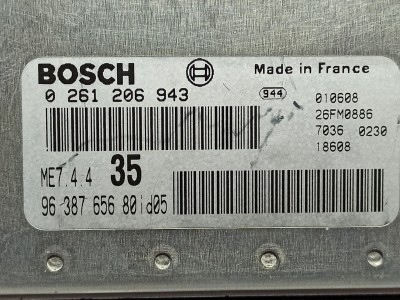 BOSCH
Made in France
0 261 206 943
944
010608
26FM0886
7036 0230
18608
ME7.4.4 35
96 387 656 80 id05